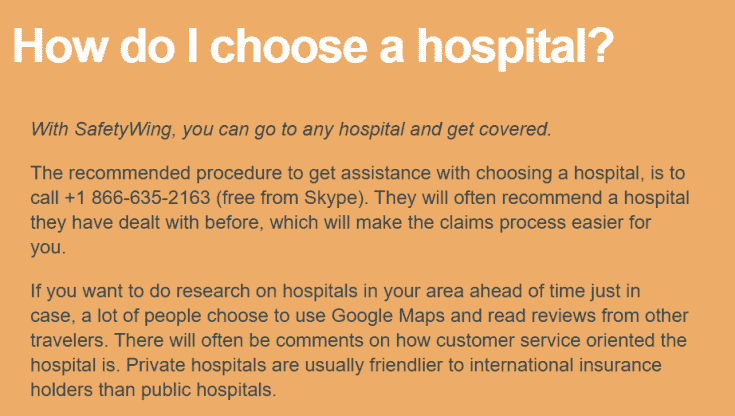 How do I choose a hospital?
With SafetyWing, you can go to any hospital and get covered.
The recommended procedure to get assistance with choosing a hospital, is to
call +1 866-635-2163 (free from Skype). They will often recommend a hospital
they have dealt with before, which will make the claims process easier for
you.
If you want to do research on hospitals in your area ahead of time just in
case, a lot of people choose to use Google Maps and read reviews from other
travelers. There will often be comments on how customer service oriented the
hospital is. Private hospitals are usually friendlier to international insurance
holders than public hospitals.